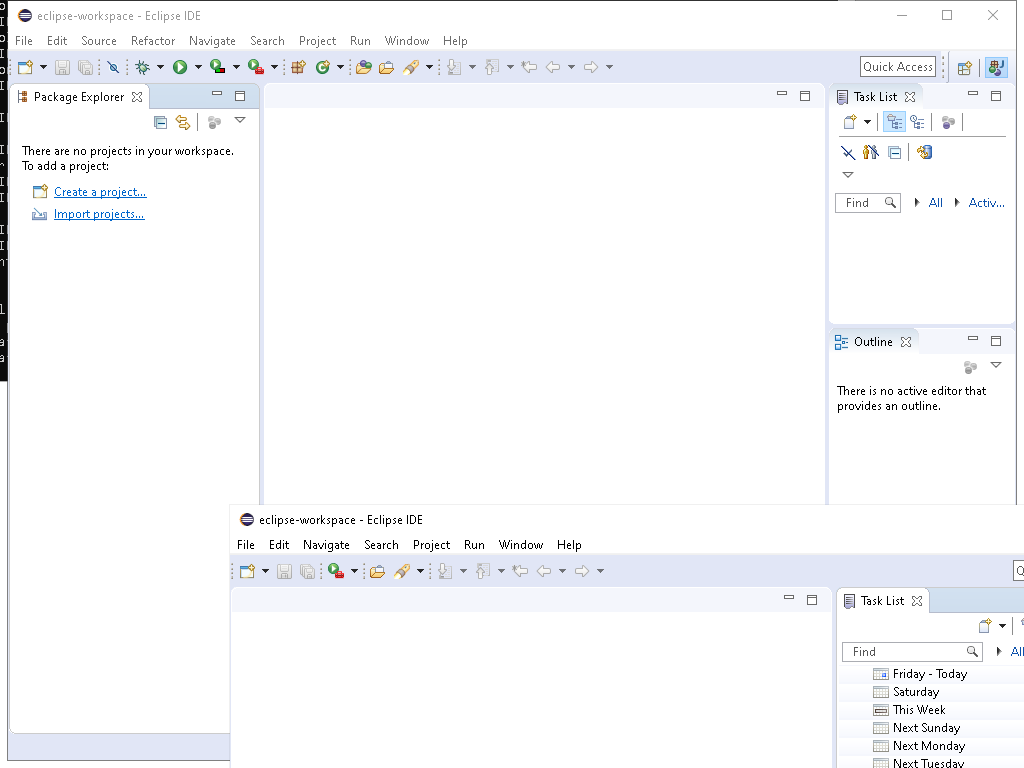 eclipse-workspace - Eclipse IDE
File Edit Source Refactor Navigate Search Project Run Window Help
Quick Access
Package Explorer
There are no projects in your workspace.
To add a project:
Create a project...
Import projects...
Task List
Find All Activ...
Outline
There is no active editor that
provides an outline.
eclipse-workspace - Eclipse IDE
File Edit Navigate Search Project Run Window Help
Q
Task List
Find All
Friday - Today
Saturday
This Week
Next Sunday
Next Monday
Next Tuesday